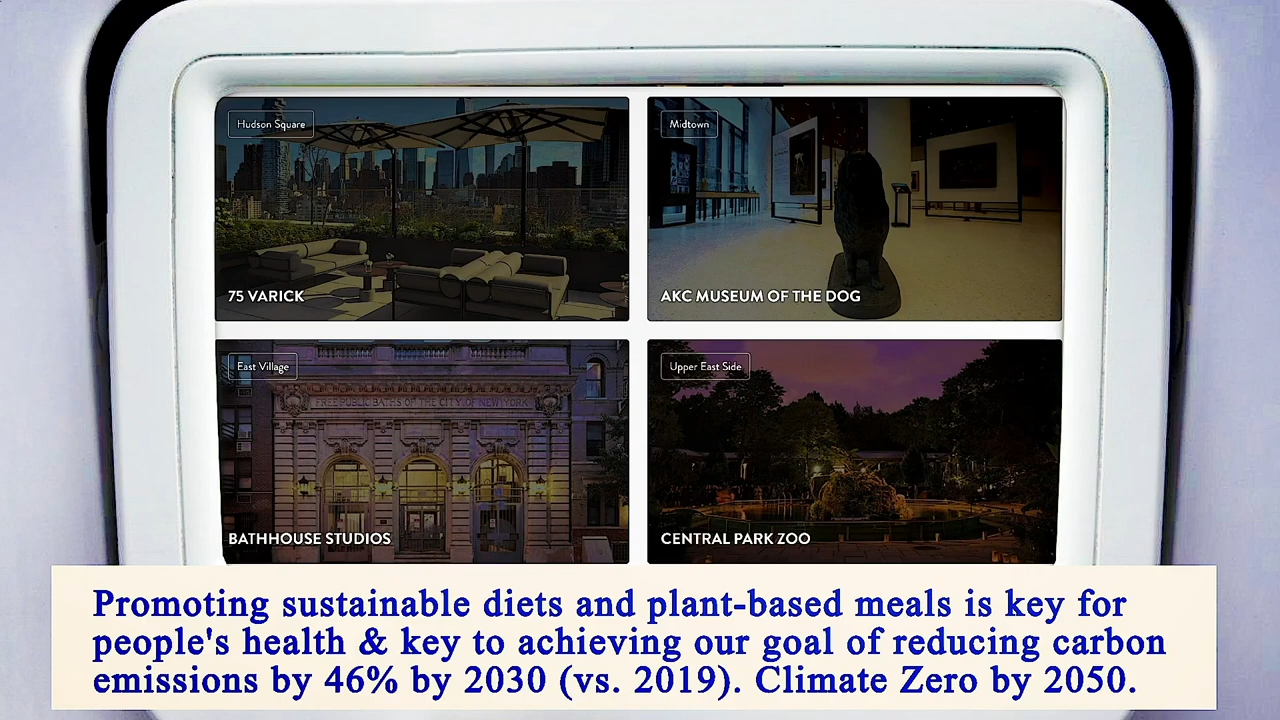 Hudson Square
75 VARICK
Midtown
AKC MUSEUM OF THE DOG
East Village
FREE PUBLIC BATHS OF THE CITY OF NEW YORK
BATHHOUSE STUDIOS
Upper East Side
CENTRAL PARK ZOO
Promoting sustainable diets and plant-based meals is key for
people's health & key to achieving our goal of reducing carbon
emissions by 46% by 2030 (vs. 2019). Climate Zero by 2050.